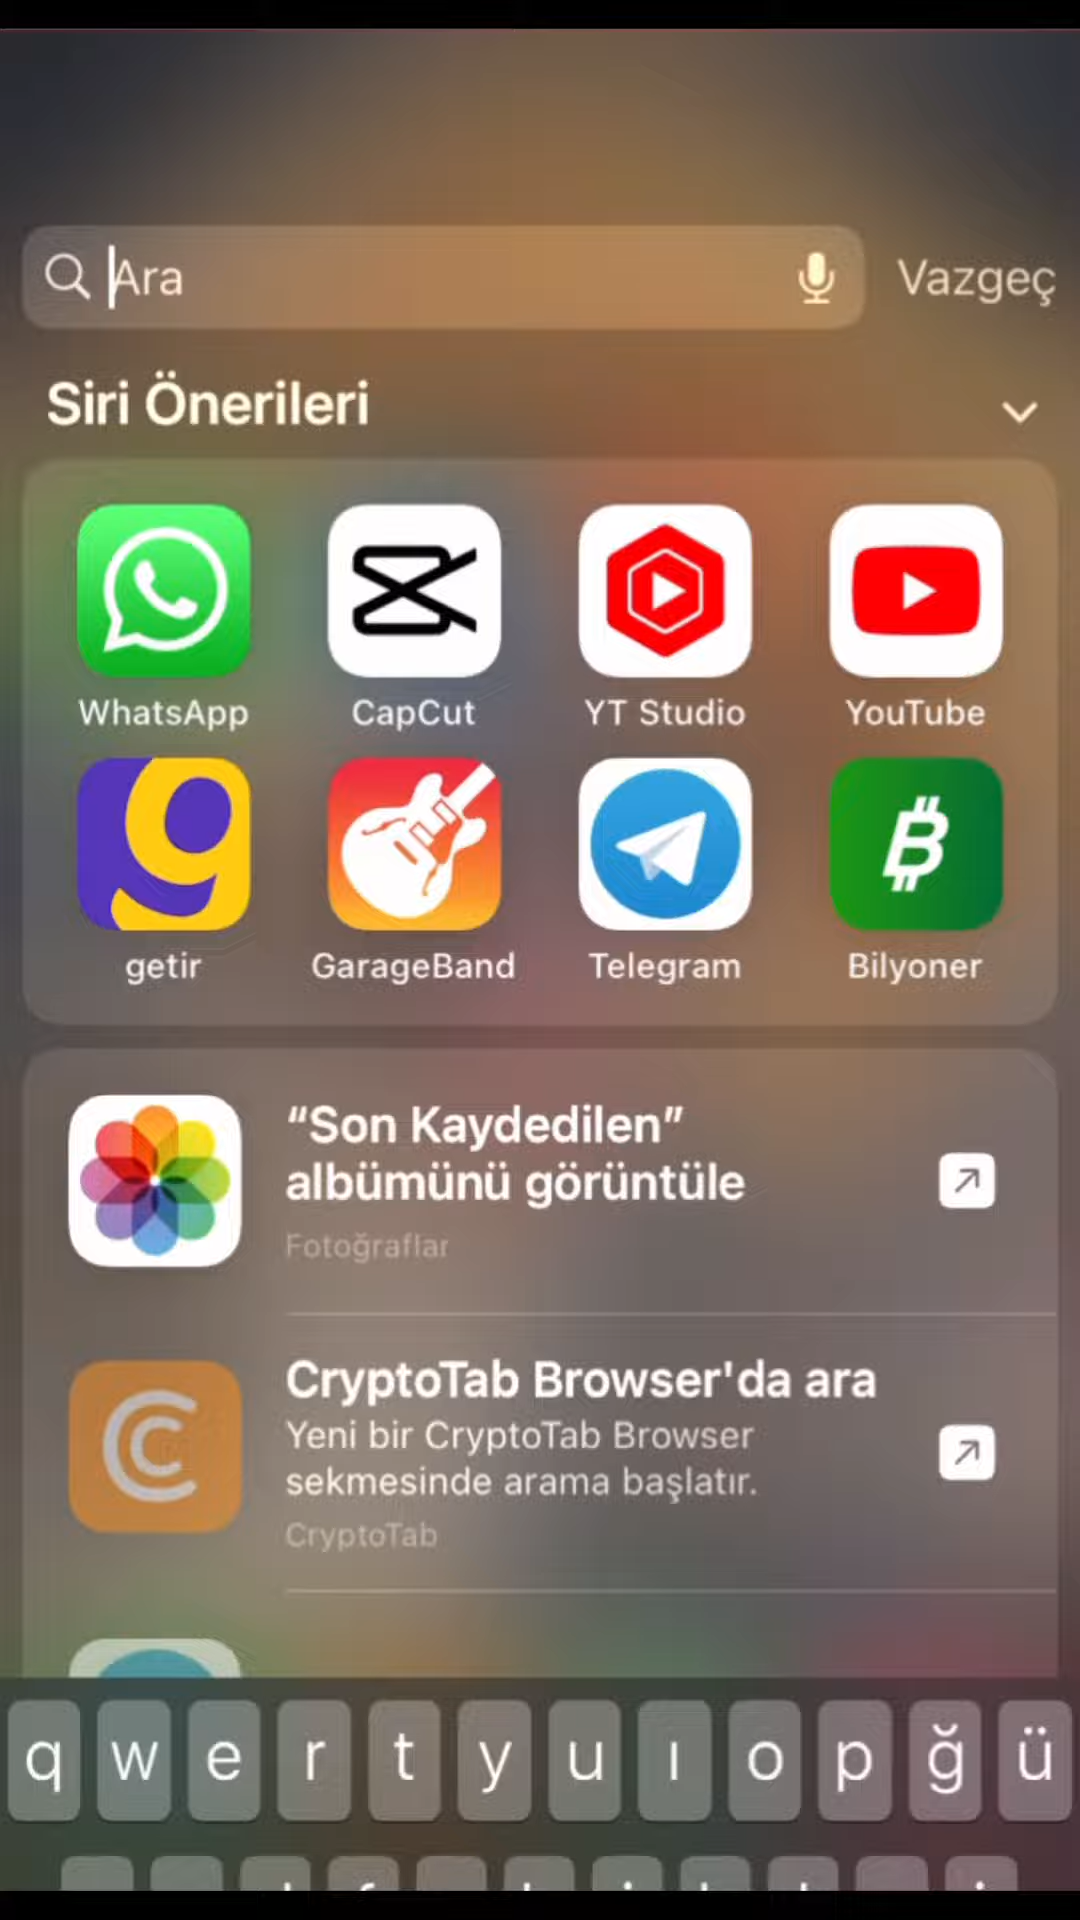 Ara
Vazgeç
Siri Önerileri
WhatsApp
CapCut
YT Studio
YouTube
getir
GarageBand
Telegram
Bilyoner
“Son Kaydedilen”
albümünü görüntüle
Fotoğraflar
CryptoTab Browser'da ara
Yeni bir CryptoTab Browser
sekmesinde arama başlatır.
CryptoTab
q w e r t y u ı o p ğ ü